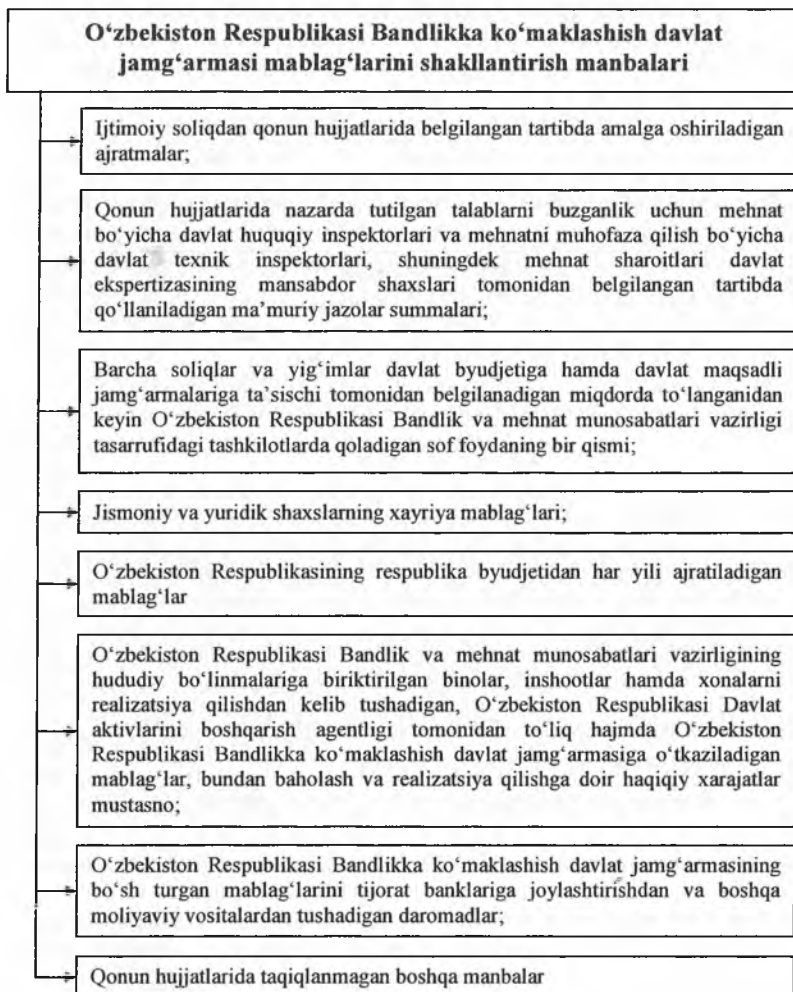 O‘zbekiston Respublikasi Bandlikka ko‘maklashish davlat
jamg‘armasi mablag‘larini shakllantirish manbalari
Ijtimoiy soliqdan qonun hujjatlarida belgilangan tartibda amalga oshiriladigan
ajratmalar;
Qonun hujjatlarida nazarda tutilgan talablarni buzganlik uchun mehnat
bo‘yicha davlat huquqiy inspektorlari va mehnatni muhofaza qilish bo‘yicha
davlat texnik inspektorlari, shuningdek mehnat sharoitlari davlat
ekspertizasining mansabdor shaxslari tomonidan belgilangan tartibda
qo‘llaniladigan ma’muriy jazolar summalari;
Barcha soliqlar va yig‘imlar davlat byudjetiga hamda davlat maqsadli
jamg‘armalariga ta’sischi tomonidan belgilanadigan miqdorda to‘langanidan
keyin O‘zbekiston Respublikasi Bandlik va mehnat munosabatlari vazirligi
tasarrufidagi tashkilotlarda qoladigan sof foydaning bir qismi;
Jismoniy va yuridik shaxslarning xayriya mablag‘lari;
O‘zbekiston Respublikasining respublika byudjetidan har yili ajratiladigan
mablag‘lar
O‘zbekiston Respublikasi Bandlik va mehnat munosabatlari vazirligining
hududiy bo‘linmalariga biriktirilgan binolar, inshootlar hamda xonalarni
realizatsiya qilishdan kelib tushadigan, O‘zbekiston Respublikasi Davlat
aktivlarini boshqarish agentligi tomonidan to‘liq hajmda O‘zbekiston
Respublikasi Bandlikka ko‘maklashish davlat jamg‘armasiga o‘tkaziladigan
mablag‘lar, bundan baholash va realizatsiya qilishga doir haqiqiy xarajatlar
mustasno;
O‘zbekiston Respublikasi Bandlikka ko‘maklashish davlat jamg‘armasining
bo‘sh turgan mablag‘larini tijorat banklariga joylashtirishdan va boshqa
moliyaviy vositalardan tushadigan daromadlar;
Qonun hujjatlarida taqiqlanmagan boshqa manbalar